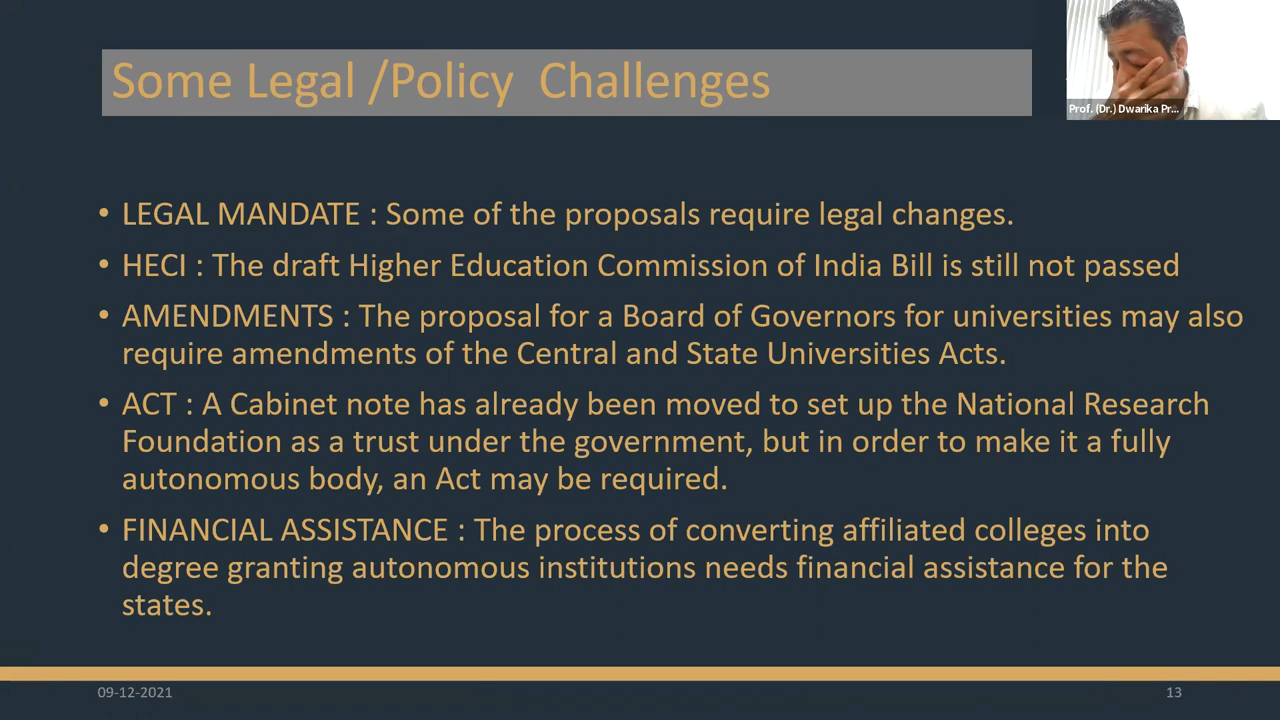 Some Legal /Policy Challenges
Prof. (Dr.) Dwarika Pr...
• LEGAL MANDATE : Some of the proposals require legal changes.
• HECI : The draft Higher Education Commission of India Bill is still not passed
• AMENDMENTS : The proposal for a Board of Governors for universities may also
require amendments of the Central and State Universities Acts.
• ACT : A Cabinet note has already been moved to set up the National Research
Foundation as a trust under the government, but in order to make it a fully
autonomous body, an Act may be required.
• FINANCIAL ASSISTANCE : The process of converting affiliated colleges into
degree granting autonomous institutions needs financial assistance for the
states.
09-12-2021
13